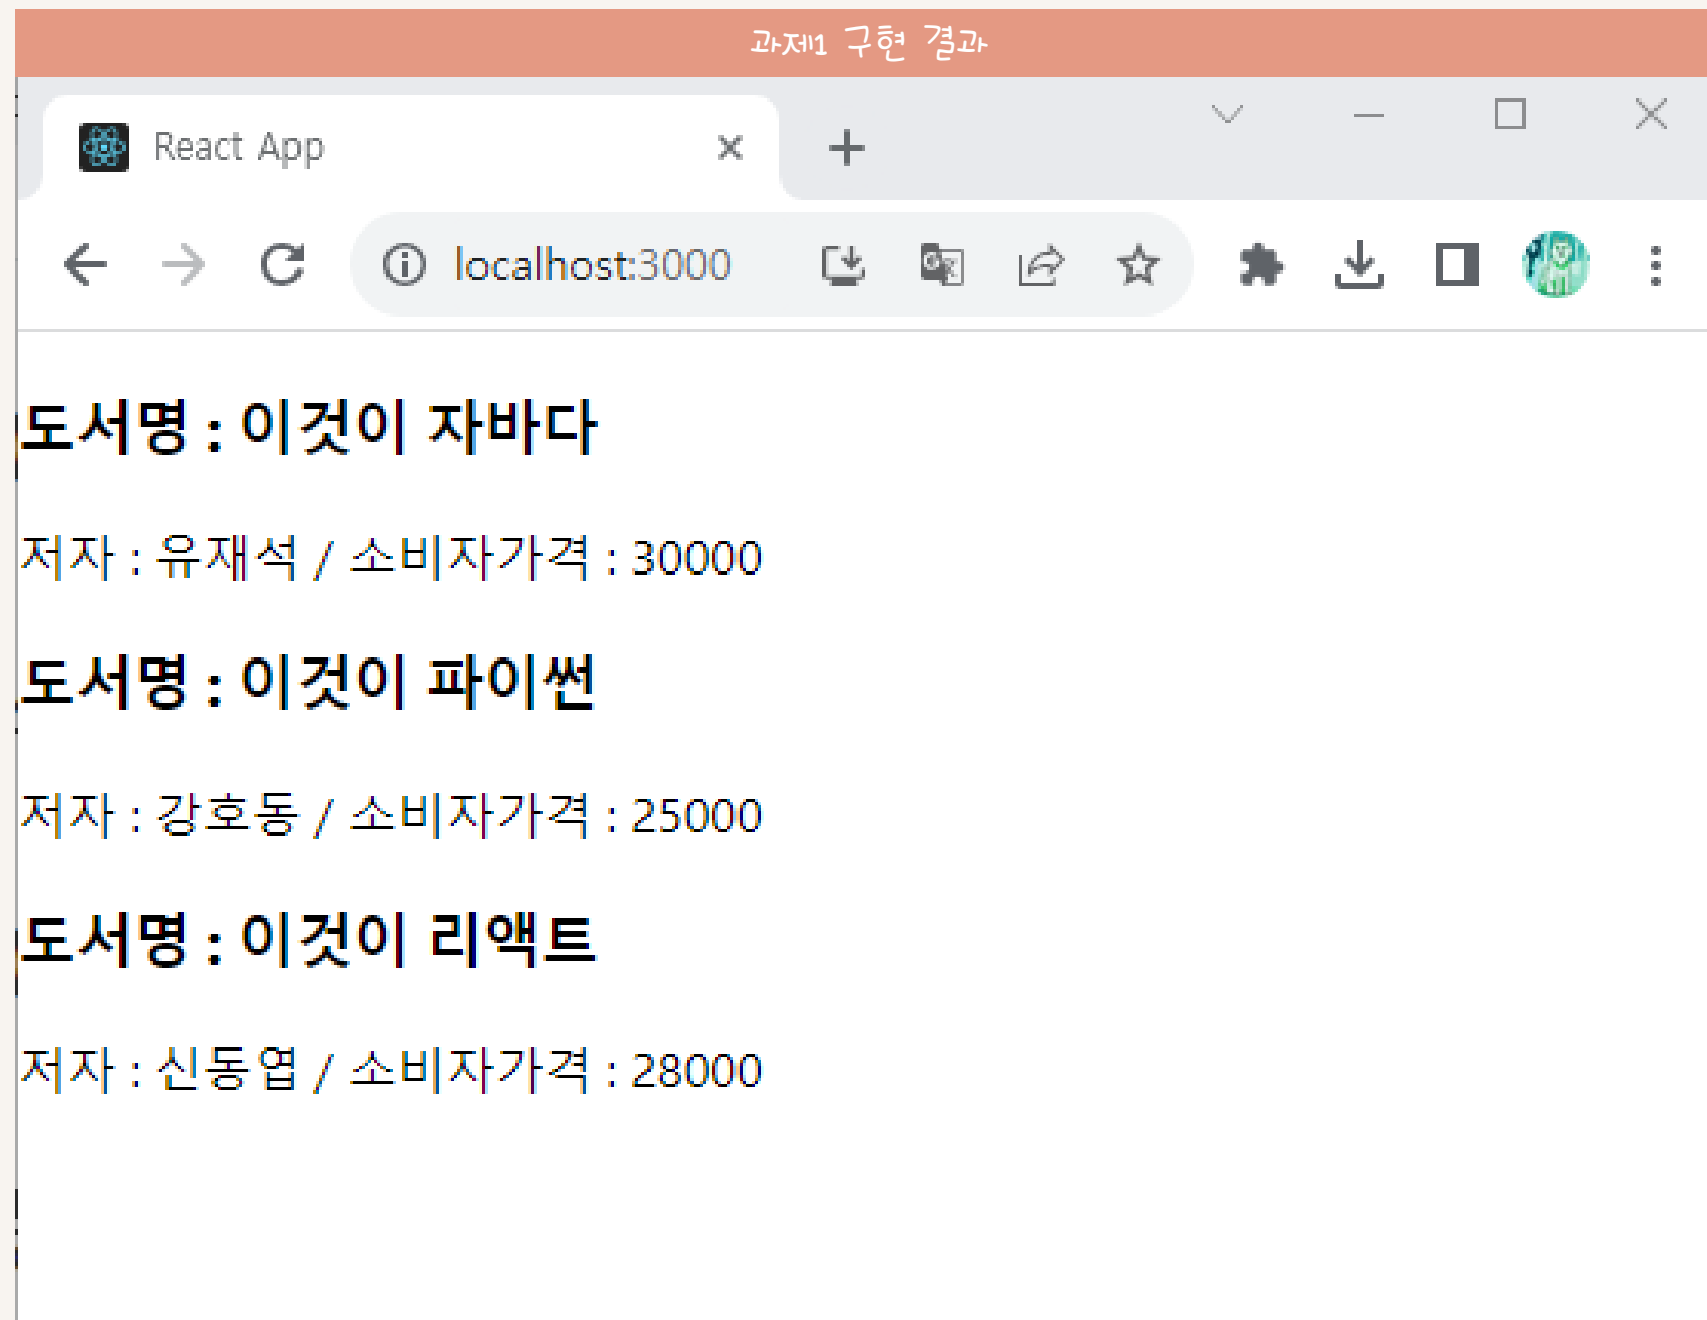 과제1 구현 결과
React App
localhost:3000
도서명 : 이것이 자바다
저자 : 유재석 / 소비자가격 : 30000
도서명 : 이것이 파이썬
저자 : 강호동 / 소비자가격 : 25000
도서명 : 이것이 리액트
저자 : 신동엽 / 소비자가격 : 28000